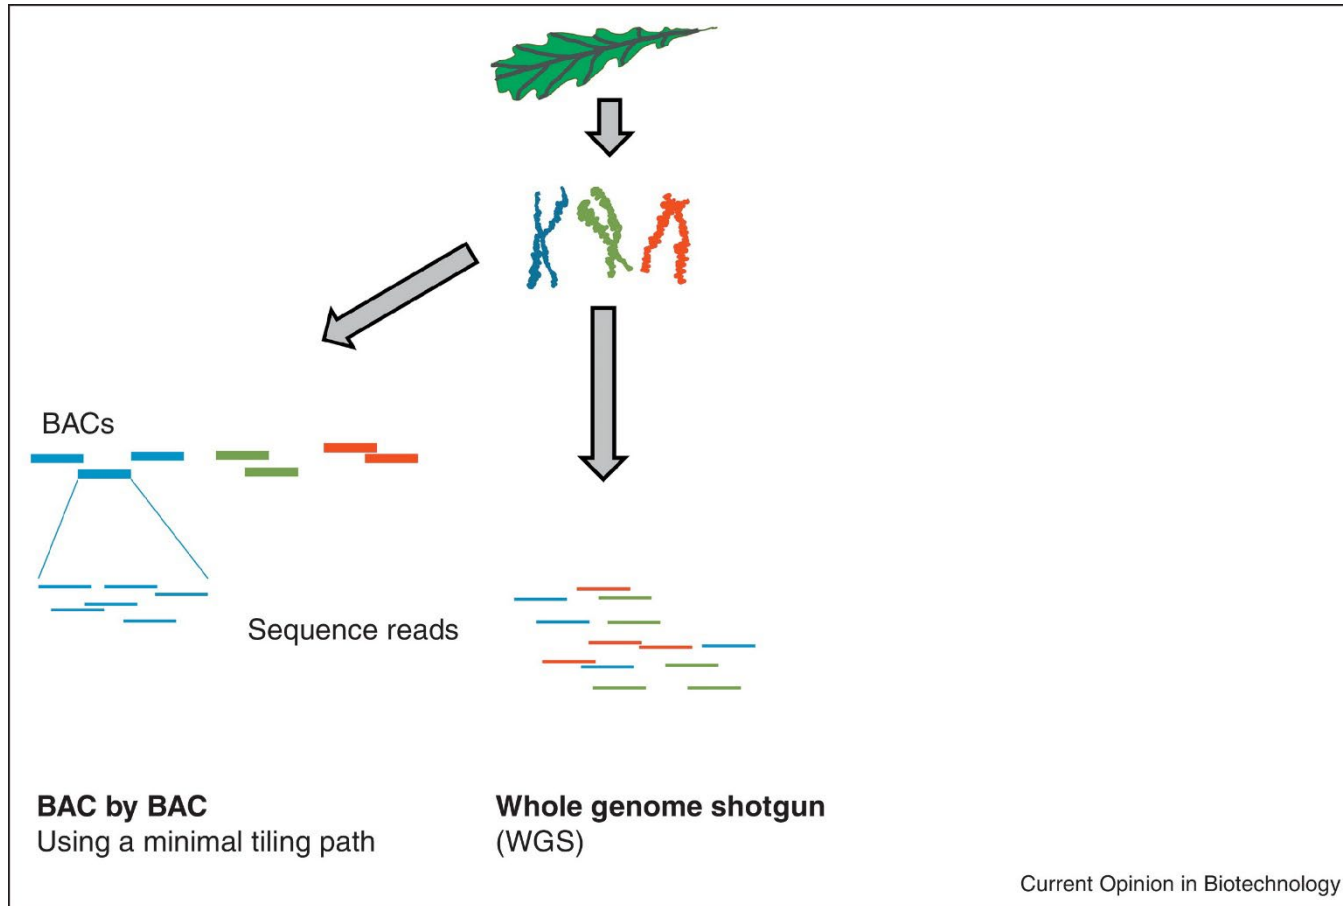 BACs
Sequence reads
BAC by BAC
Using a minimal tiling path
Whole genome shotgun
(WGS)
Current Opinion in Biotechnology